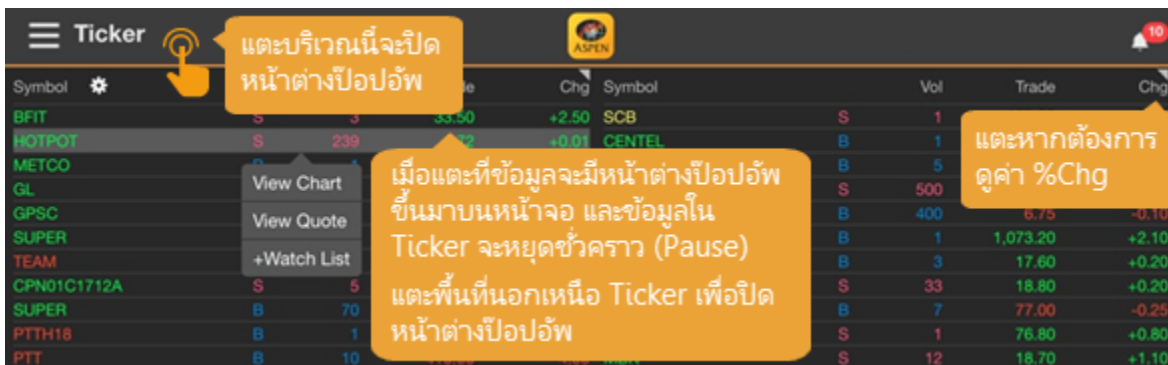 Ticker
แตะบริเวณนี้จะปิด
หน้าต่างป๊อปอัพ
ASPEN
10
Symbol Chg Symbol Vol Trade Chg
BFIT S 3 33.50 +2.50 SCB S 1
HOTPOT S 239 +0.01 CENTEL B 1
METCO B 5
GL S 500
GPSC B 400 6.75 -0.10
SUPER B 1 1,073.20 +2.10
TEAM B 3 17.60 +0.20
CPN01C1712A S 5 S 33 18.80 +0.20
SUPER B 70 B 7 77.00 -0.25
PTTH18 B 1 S 1 76.80 +0.80
PTT B 10 S 12 18.70 +1.10
View Chart
View Quote
+Watch List
เมื่อแตะที่ข้อมูลจะมีหน้าต่างป๊อปอัพ
ขึ้นมาบนหน้าจอ และข้อมูลใน
Ticker จะหยุดชั่วคราว (Pause)
แตะพื้นที่นอกเหนือ Ticker เพื่อปิด
หน้าต่างป๊อปอัพ
แตะหากต้องการ
ดูค่า %Chg